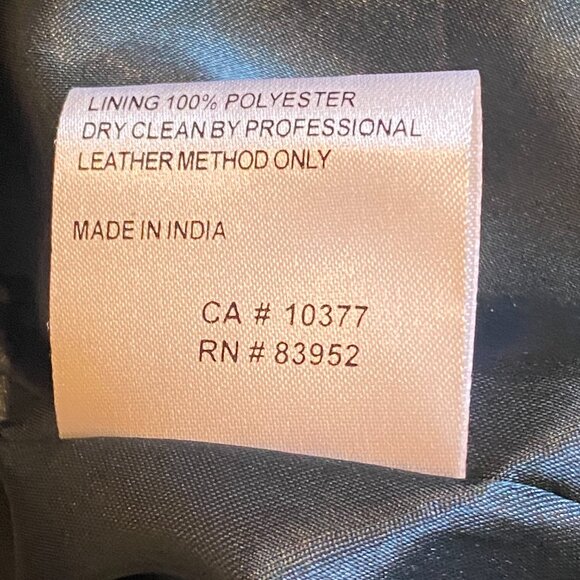 LINING 100% POLYESTER
DRY CLEAN BY PROFESSIONAL
LEATHER METHOD ONLY
MADE IN INDIA
CA # 10377
RN # 83952